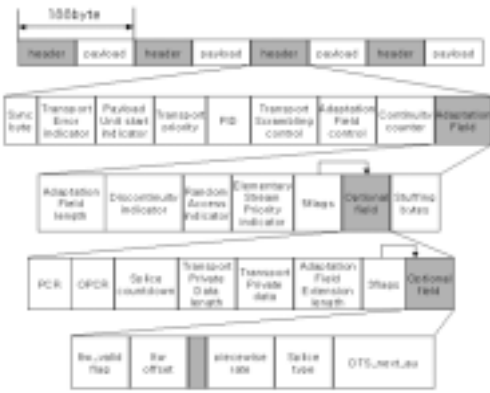 188byte
header payload header payload header payload header payload
Sync byte
Transport Error indicator
Payload Unit start indicator
Transport priority
PID
Transport Scrambling control
Adaptation Field control
Continuity counter
Adaptation Field
Adaptation Field length
Discontinuity indicator
Random Access indicator
Elementary Stream Priority indicator
5flags
Optional field
Stuffing bytes
PCR
OPCR
Splice countdown
Transport Private Data length
Transport Private data
Adaptation Field Extension length
3flags
Optional field
ltw_valid flag
ltw offset
piecewise rate
Splice type
DTS_next_au